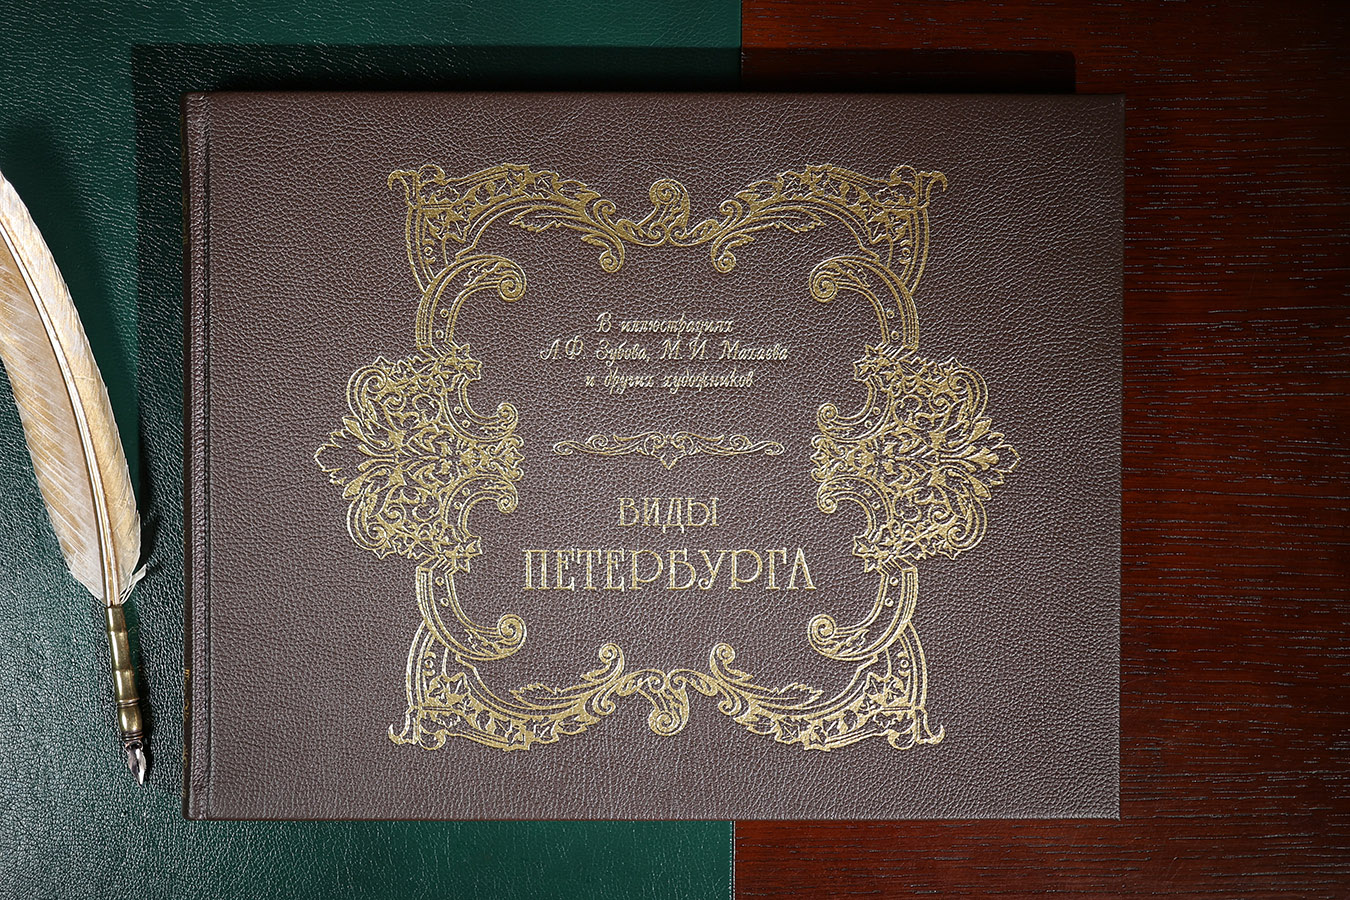 В иллюстрациях
А. Ф. Зубова, М. И. Махаева
и других художников
ВИДЫ
ПЕТЕРБУРГА